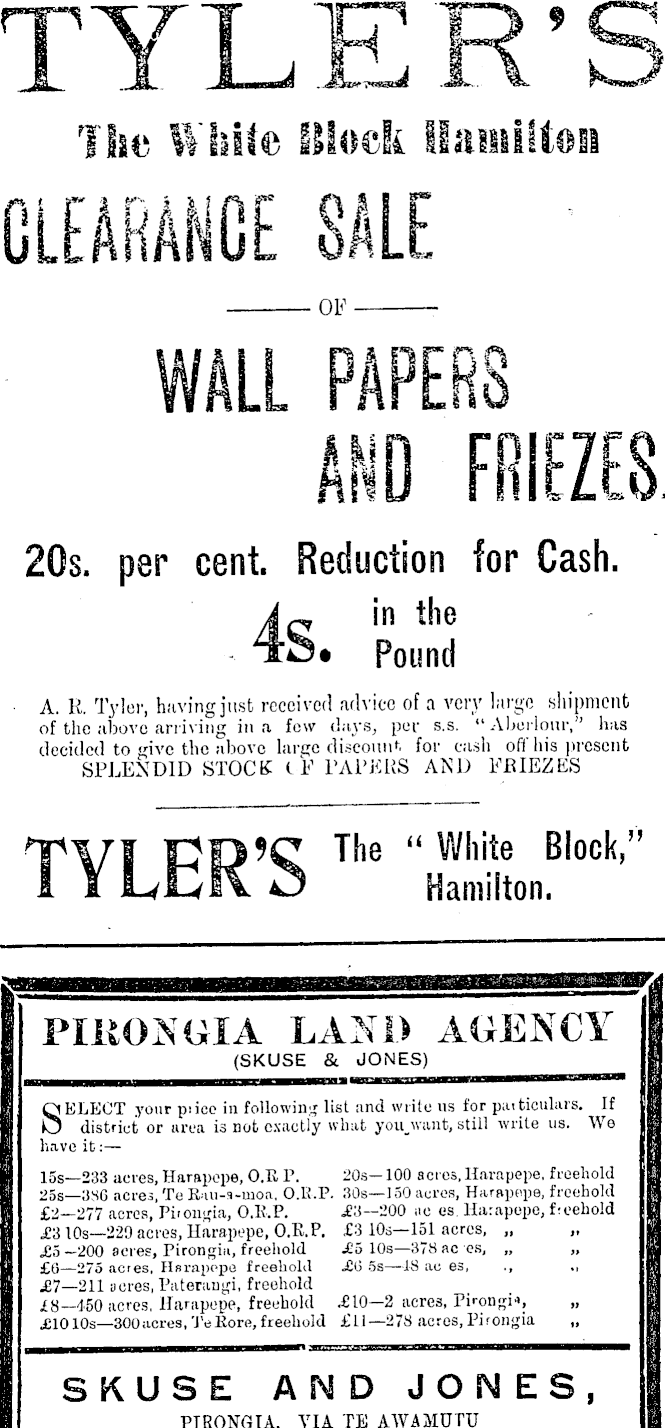 TYLER'S
The White Block Hamilton
CLEARANCE SALE
OF
WALL PAPERS
AND FRIEZES.
20s. per cent. Reduction for Cash.
4s. in the
Pound
A. R. Tyler, having just received advice of a very large shipment
of the above arriving in a few days, per s.s. "Aberlour," has
decided to give the above large discount for cash off his present
SPLENDID STOCK OF PAPERS AND FRIEZES
TYLER'S The "White Block,"
Hamilton.
PIRONGIA LAND AGENCY
(SKUSE & JONES)
SELECT your price in following list and write us for particulars. If
district or area is not exactly what you want, still write us. We
have it:—
15s—233 acres, Harapepe, O.R P. 20s—100 acres, Harapepe, freehold
25s—386 acres, Te Rau-a-moa, O.R.P. 30s—150 acres, Harapepe, freehold
£2—277 acres, Pirongia, O.R.P. £3—200 ac es Harapepe, freehold
£3 10s—229 acres, Harapepe, O.R.P. £3 10s—151 acres, „ „
£5—200 acres, Pirongia, freehold £5 10s—378 ac es, „ „
£6—275 acres, Harapepe freehold £6 5s—48 ac es, „ „
£7—211 acres, Paterangi, freehold
£8—450 acres, Harapepe, freehold £10—2 acres, Pirongia, „
£10 10s—300 acres, Te Rore, freehold £11—278 acres, Pirongia „
SKUSE AND JONES,
PIRONGIA, VIA TE AWAMUTU